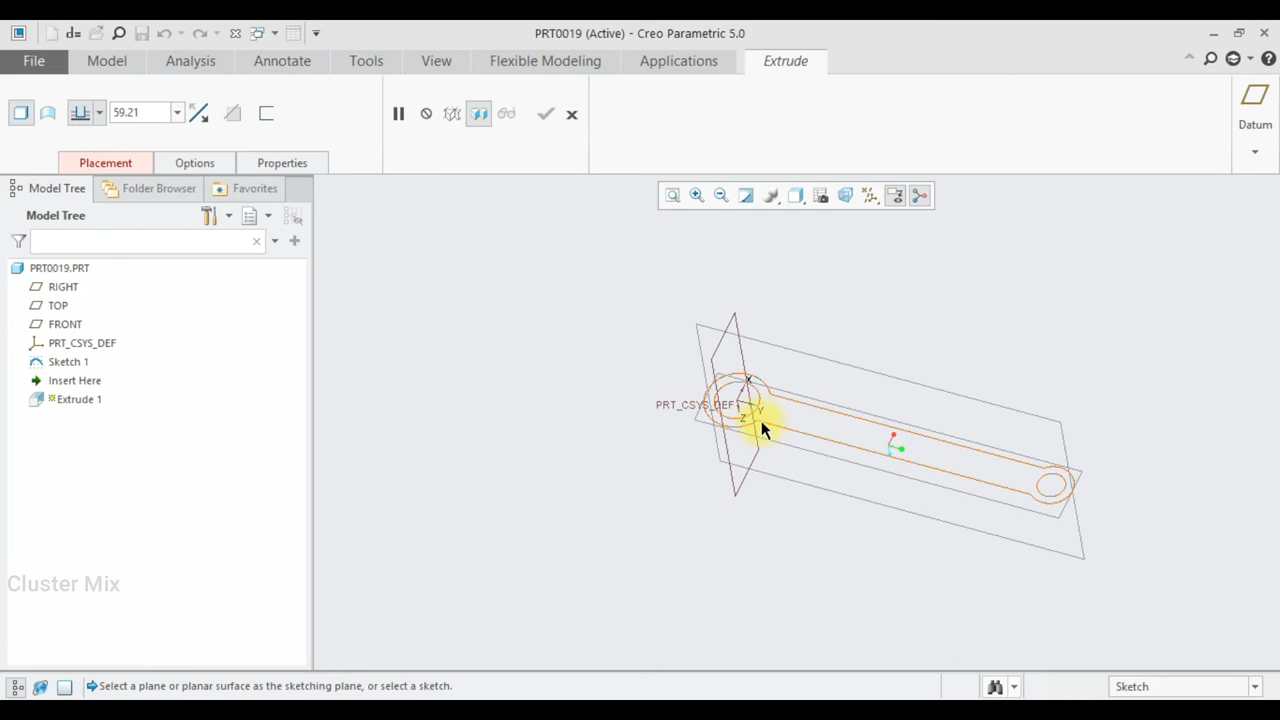 PRT0019 (Active) - Creo Parametric 5.0
File Model Analysis Annotate Tools View Flexible Modeling Applications Extrude
59.21
Datum
Placement Options Properties
Model Tree Folder Browser Favorites
Model Tree
PRT0019.PRT
RIGHT
TOP
FRONT
PRT_CSYS_DEF
Sketch 1
Insert Here
Extrude 1
X
PRT_CSYS_DEF
Y
Z
Cluster Mix
Select a plane or planar surface as the sketching plane, or select a sketch.
Sketch